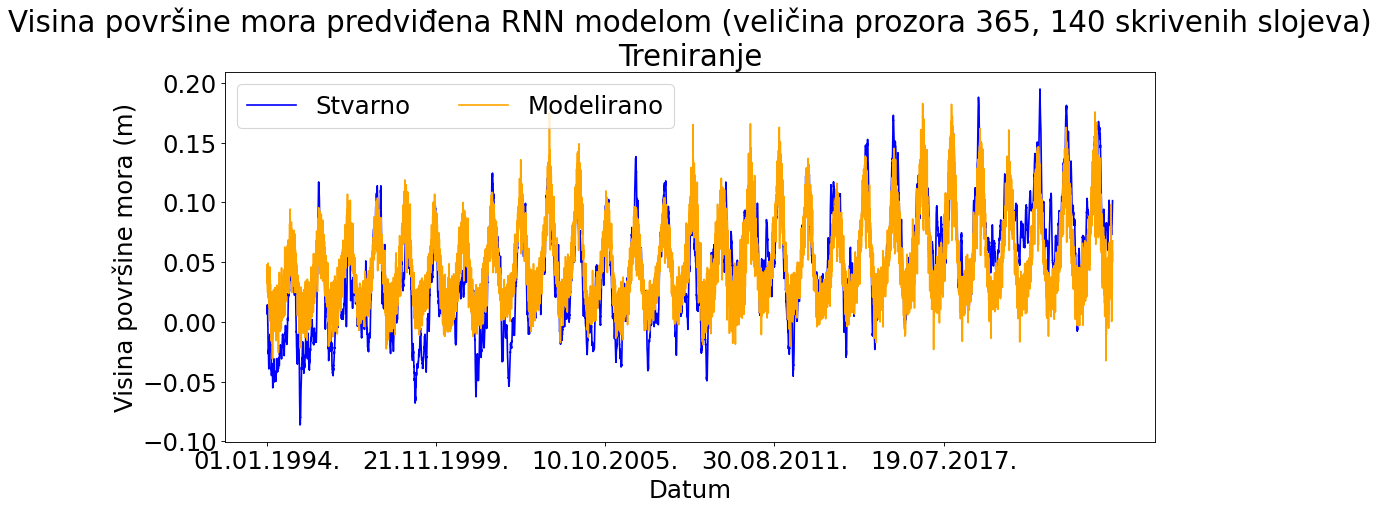 Visina površine mora predviđena RNN modelom (veličina prozora 365, 140 skrivenih slojeva)
Treniranje
Stvarno Modelirano
Visina površine mora (m)
0.20
0.15
0.10
0.05
0.00
−0.05
−0.10
01.01.1994. 21.11.1999. 10.10.2005. 30.08.2011. 19.07.2017.
Datum